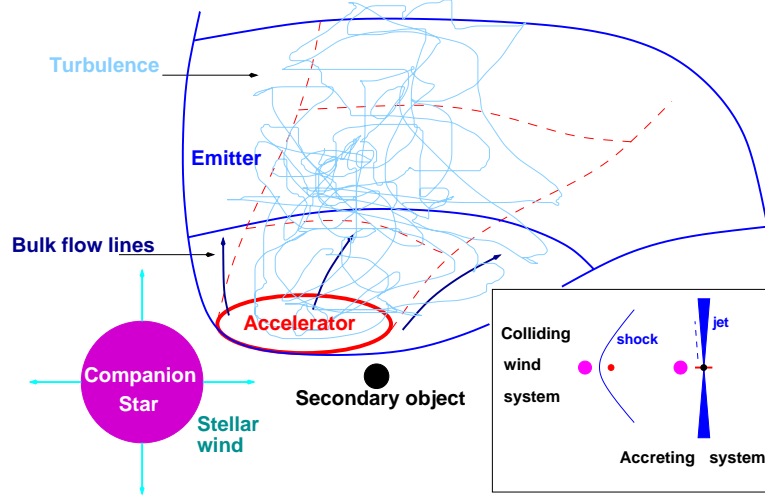 Turbulence
Emitter
Bulk flow lines
Accelerator
Companion
Star
Stellar
wind
Secondary object
Colliding
wind
system
shock
jet
Accreting system